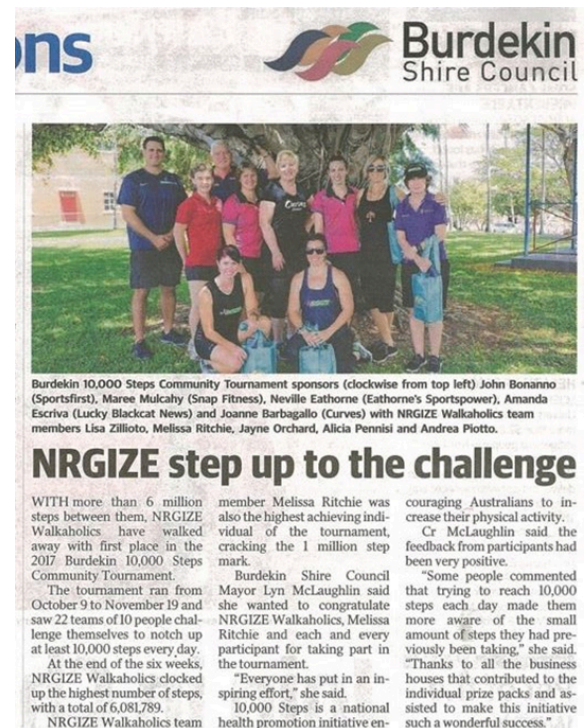 ons
Burdekin
Shire Council
Burdekin 10,000 Steps Community Tournament sponsors (clockwise from top left) John Bonanno
(Sportsfirst), Maree Mulcahy (Snap Fitness), Neville Eathorne (Eathorne's Sportspower), Amanda
Escriva (Lucky Blackcat News) and Joanne Barbagallo (Curves) with NRGIZE Walkaholics team
members Lisa Zillioto, Melissa Ritchie, Jayne Orchard, Alicia Pennisi and Andrea Piotto.
NRGIZE step up to the challenge
WITH more than 6 million
steps between them, NRGIZE
Walkaholics have walked
away with first place in the
2017 Burdekin 10,000 Steps
Community Tournament.
The tournament ran from
October 9 to November 19 and
saw 22 teams of 10 people chal-
lenge themselves to notch up
at least 10,000 steps every day.
At the end of the six weeks,
NRGIZE Walkaholics clocked
up the highest number of steps,
with a total of 6,081,789.
NRGIZE Walkaholics team
member Melissa Ritchie was
also the highest achieving indi-
vidual of the tournament,
cracking the 1 million step
mark.
Burdekin Shire Council
Mayor Lyn McLaughlin said
she wanted to congratulate
NRGIZE Walkaholics, Melissa
Ritchie and each and every
participant for taking part in
the tournament.
"Everyone has put in an in-
spiring effort," she said.
10,000 Steps is a national
health promotion initiative en-
couraging Australians to in-
crease their physical activity.
Cr McLaughlin said the
feedback from participants had
been very positive.
"Some people commented
that trying to reach 10,000
steps each day made them
more aware of the small
amount of steps they had pre-
viously been taking," she said.
"Thanks to all the business
houses that contributed to the
individual prize packs and as-
sisted to make this initiative
such a wonderful success."